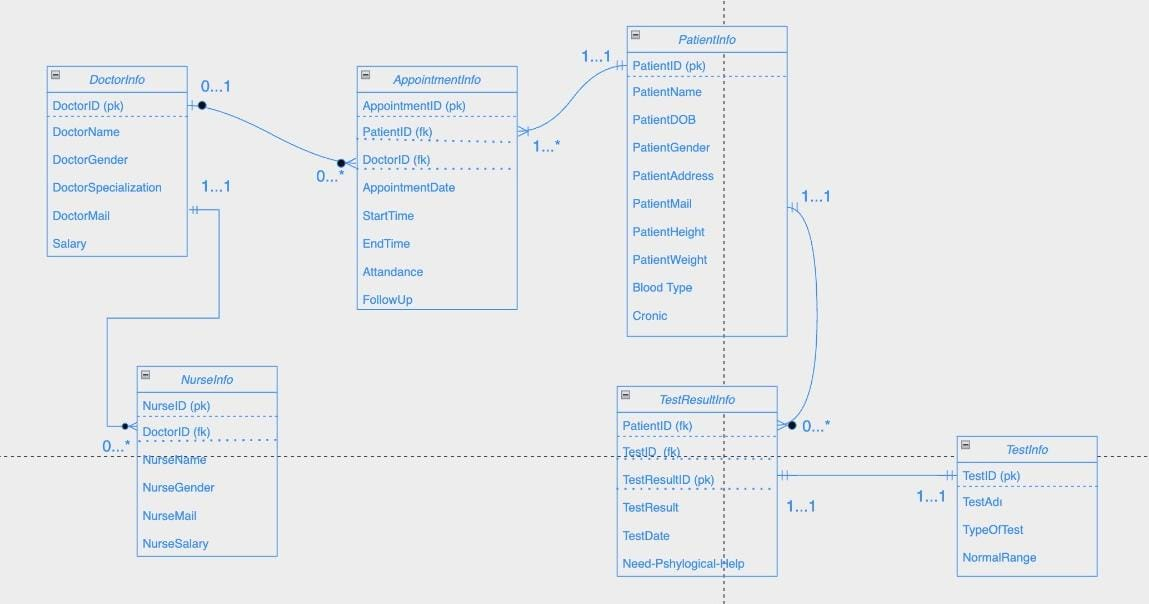 DoctorInfo
DoctorID (pk)
DoctorName
DoctorGender
DoctorSpecialization
DoctorMail
Salary
0...1
1...1
0...*
AppointmentInfo
AppointmentID (pk)
PatientID (fk)
DoctorID (fk)
AppointmentDate
StartTime
EndTime
Attandance
FollowUp
1...1
1...*
PatientInfo
PatientID (pk)
PatientName
PatientDOB
PatientGender
PatientAddress
PatientMail
PatientHeight
PatientWeight
Blood Type
Cronic
1...1
NurseInfo
NurseID (pk)
DoctorID (fk)
NurseName
NurseGender
NurseMail
NurseSalary
0...*
TestResultInfo
PatientID (fk)
TestID (fk)
TestResultID (pk)
TestResult
TestDate
Need-Pshylogical-Help
0...*
1...1
1...1
TestInfo
TestID (pk)
TestAdı
TypeOfTest
NormalRange